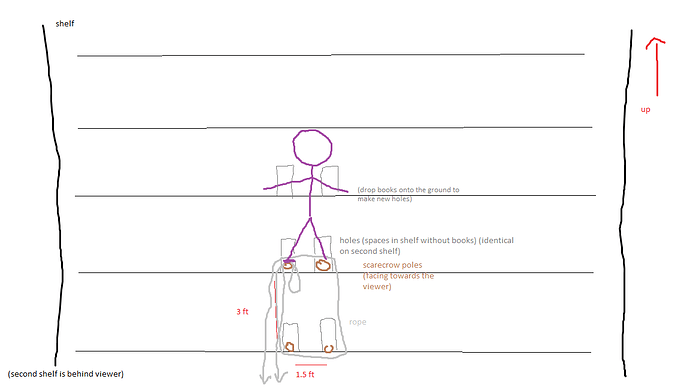 shelf
up
(drop books onto the ground to
make new holes)
holes (spaces in shelf without books) (identical
on second shelf)
scarecrow poles
(facing towards the
viewer)
3 ft
rope
(second shelf is behind viewer)
1.5 ft